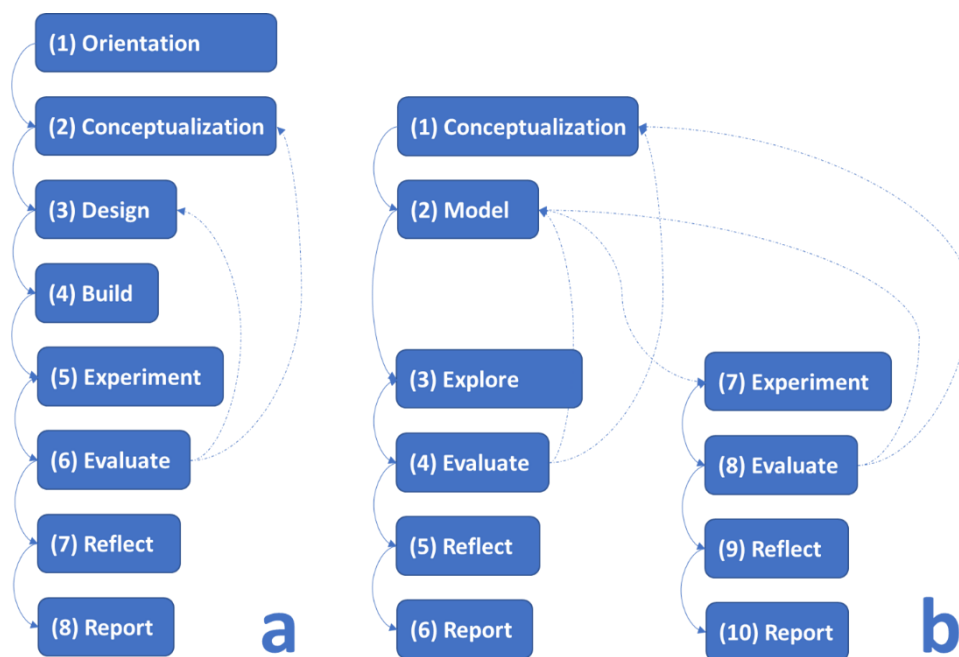 (1) Orientation
(2) Conceptualization
(3) Design
(4) Build
(5) Experiment
(6) Evaluate
(7) Reflect
(8) Report
a
(1) Conceptualization
(2) Model
(3) Explore
(4) Evaluate
(5) Reflect
(6) Report
(7) Experiment
(8) Evaluate
(9) Reflect
(10) Report
b